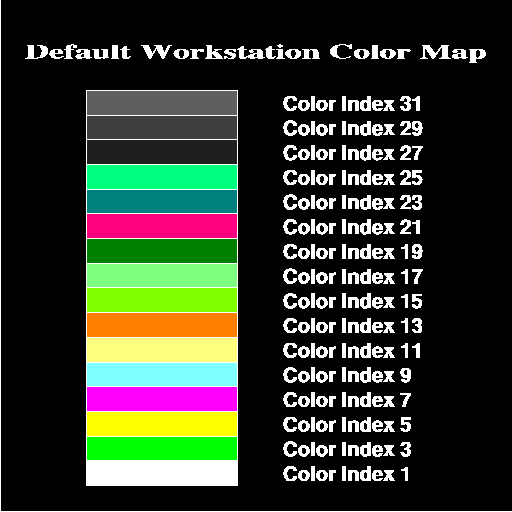 Default Workstation Color Map
Color Index 31
Color Index 29
Color Index 27
Color Index 25
Color Index 23
Color Index 21
Color Index 19
Color Index 17
Color Index 15
Color Index 13
Color Index 11
Color Index 9
Color Index 7
Color Index 5
Color Index 3
Color Index 1